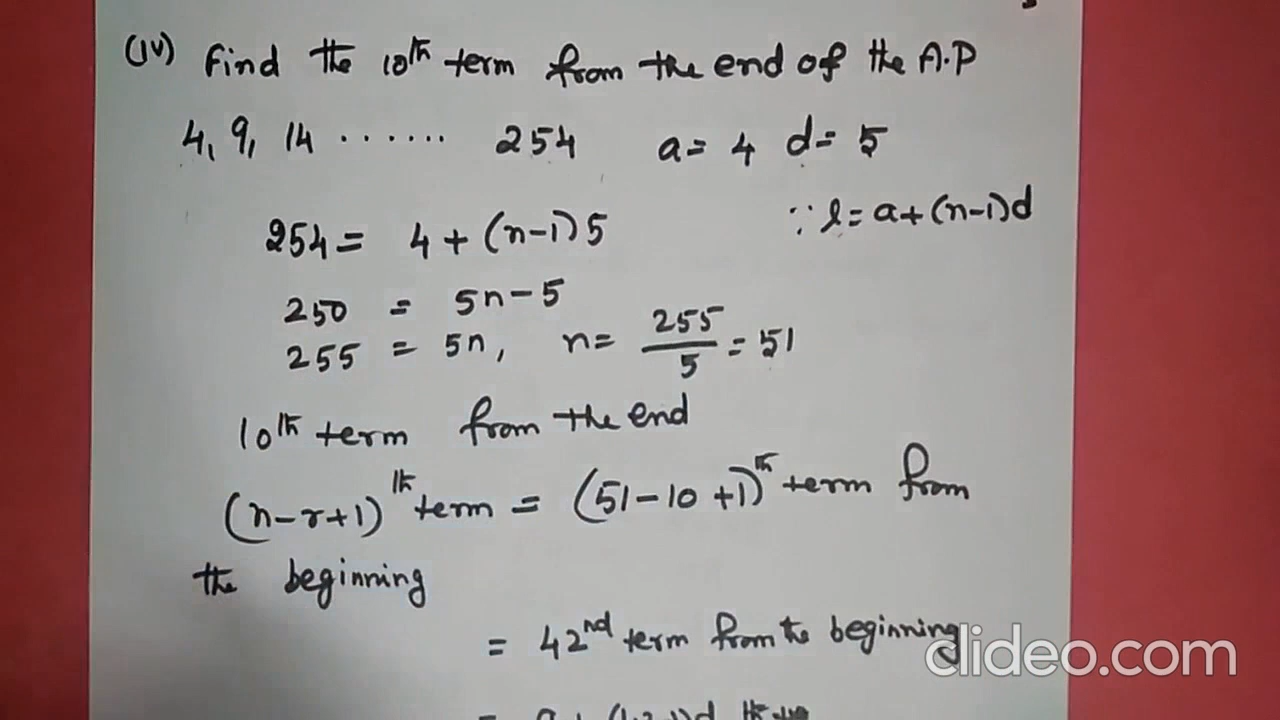 (iv) Find the 10th term from the end of the A.P
4, 9, 14 ....... 254 a = 4 d = 5
254 = 4 + (n-1) 5 ∵ l = a + (n-1)d
250 = 5n - 5
255 = 5n, n = 255/5 = 51
10th term from the end
(n-r+1)th term = (51-10+1)th term from
the beginning
= 42nd term from the beginning
clideo.com